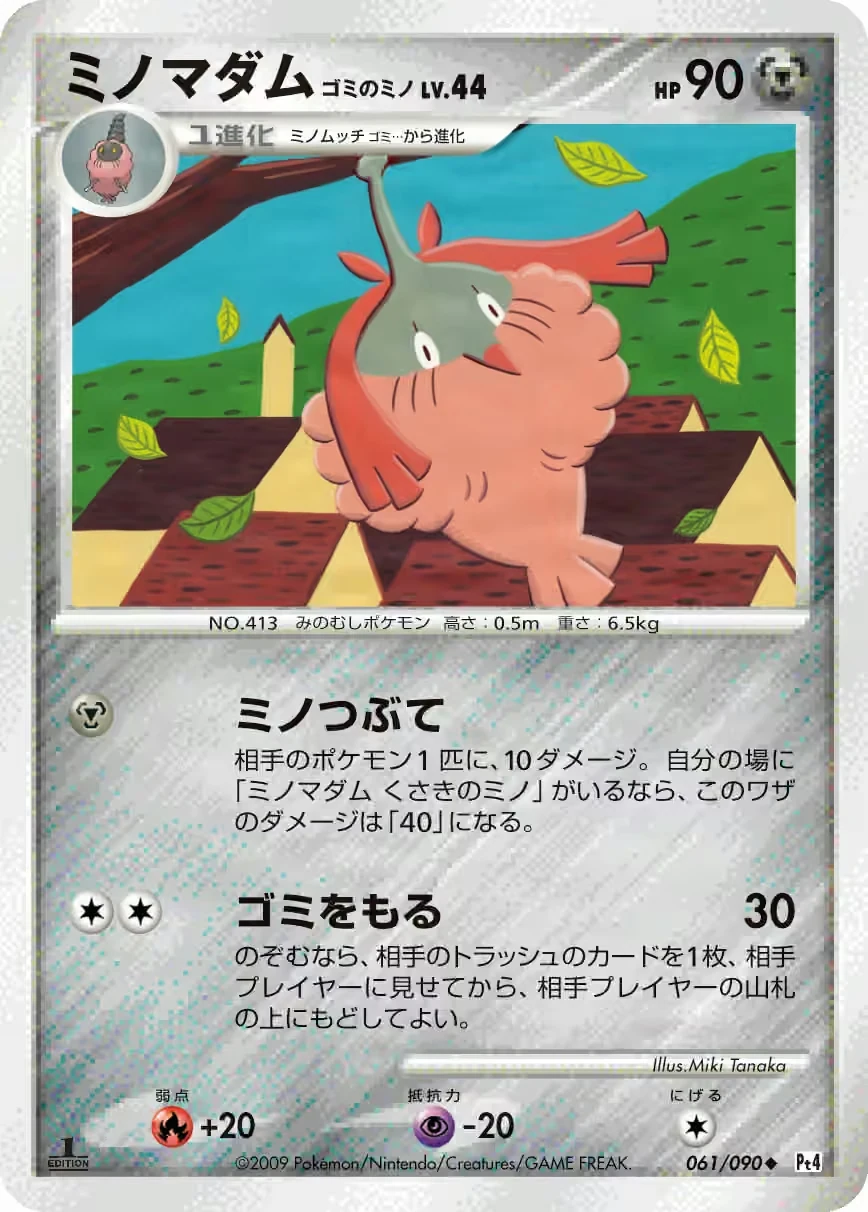 ミノマダム ゴミのミノ LV.44 HP 90
1進化 ミノムッチ ゴミ…から進化
NO.413 みのむしポケモン 高さ:0.5m 重さ:6.5kg
ミノつぶて
相手のポケモン1匹に、10ダメージ。自分の場に
「ミノマダム くさきのミノ」がいるなら、このワザ
のダメージは「40」になる。
ゴミをもる 30
のぞむなら、相手のトラッシュのカードを1枚、相手
プレイヤーに見せてから、相手プレイヤーの山札
の上にもどしてよい。
Illus.Miki Tanaka
弱点 抵抗力 にげる
+20 -20
1 EDITION
©2009 Pokémon/Nintendo/Creatures/GAME FREAK. 061/090◆ Pt4